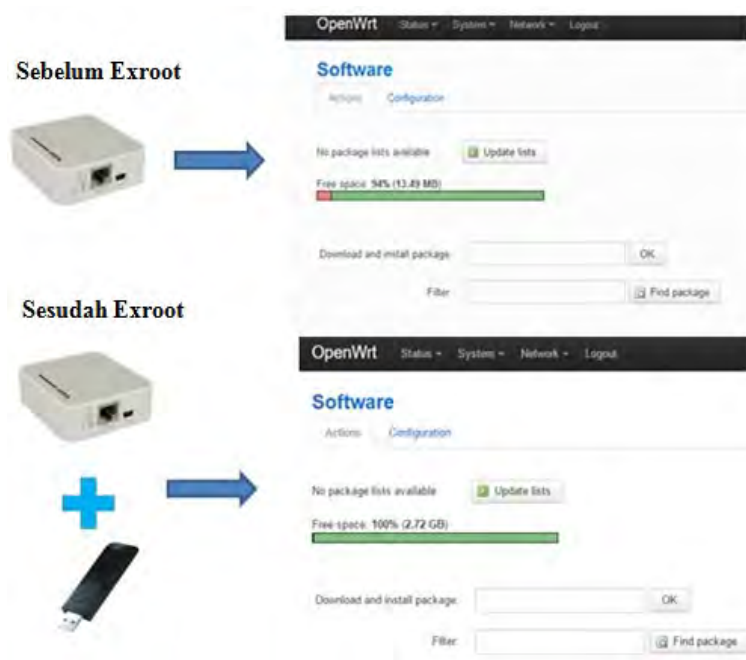 Sebelum Exroot
OpenWrt Status System Network Logout
Software
Actions Configuration
No package lists available Update lists
Free space: 94% (13.49 MB)
Download and install package: OK
Filter: Find package
Sesudah Exroot
OpenWrt Status System Network Logout
Software
Actions Configuration
No package lists available Update lists
Free space: 100% (2.72 GB)
Download and install package: OK
Filter: Find package